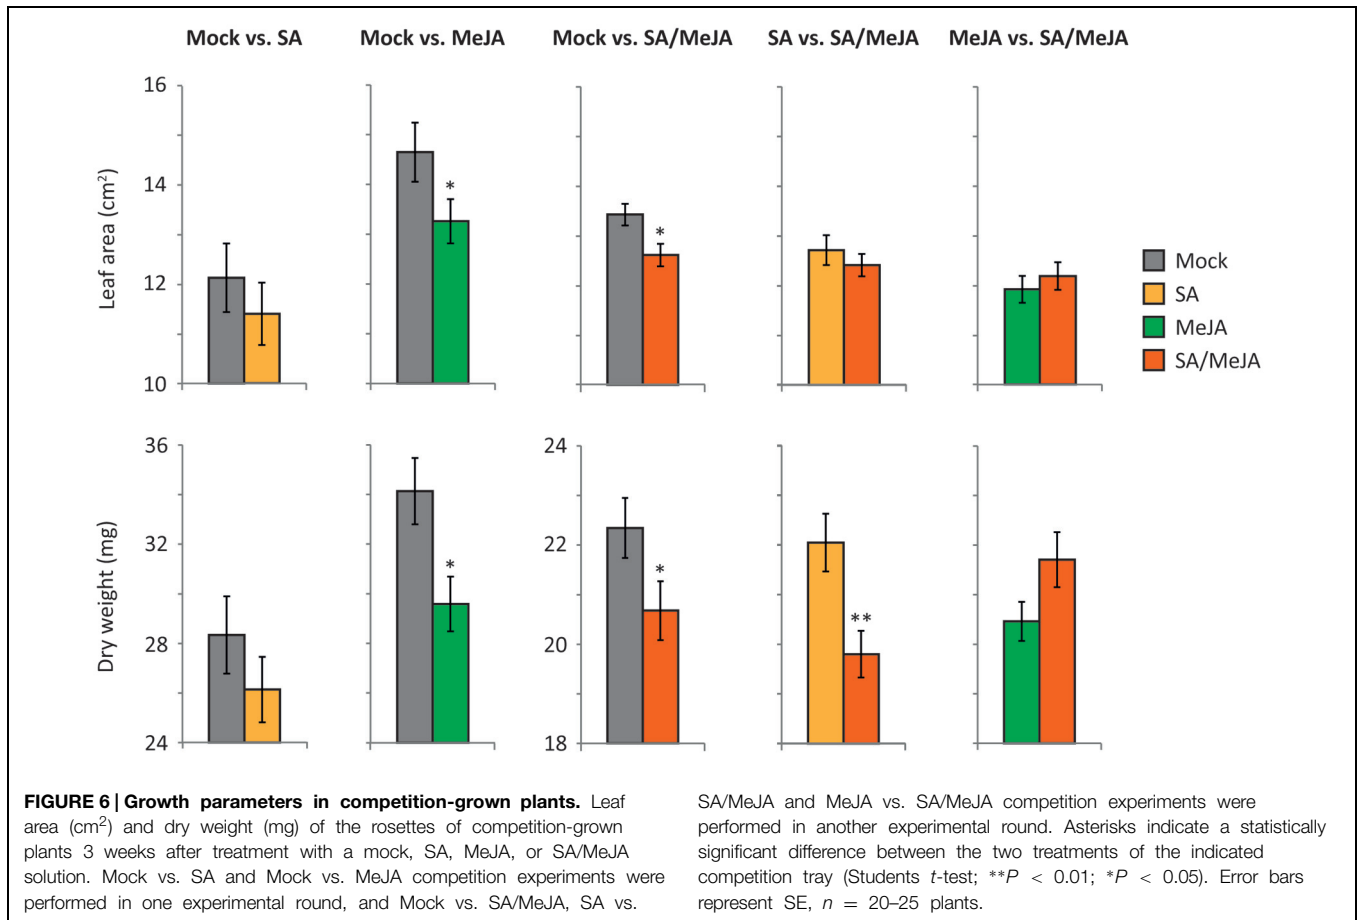 Mock vs. SA
Mock vs. MeJA
Mock vs. SA/MeJA
SA vs. SA/MeJA
MeJA vs. SA/MeJA
Leaf area (cm²)
16
14
12
10
*
*
Mock
SA
MeJA
SA/MeJA
Dry weight (mg)
36
32
28
24
*
24
22
20
18
*
**
FIGURE 6 | Growth parameters in competition-grown plants. Leaf
area (cm²) and dry weight (mg) of the rosettes of competition-grown
plants 3 weeks after treatment with a mock, SA, MeJA, or SA/MeJA
solution. Mock vs. SA and Mock vs. MeJA competition experiments were
performed in one experimental round, and Mock vs. SA/MeJA, SA vs.
SA/MeJA and MeJA vs. SA/MeJA competition experiments were
performed in another experimental round. Asterisks indicate a statistically
significant difference between the two treatments of the indicated
competition tray (Students t-test; **P < 0.01; *P < 0.05). Error bars
represent SE, n = 20–25 plants.